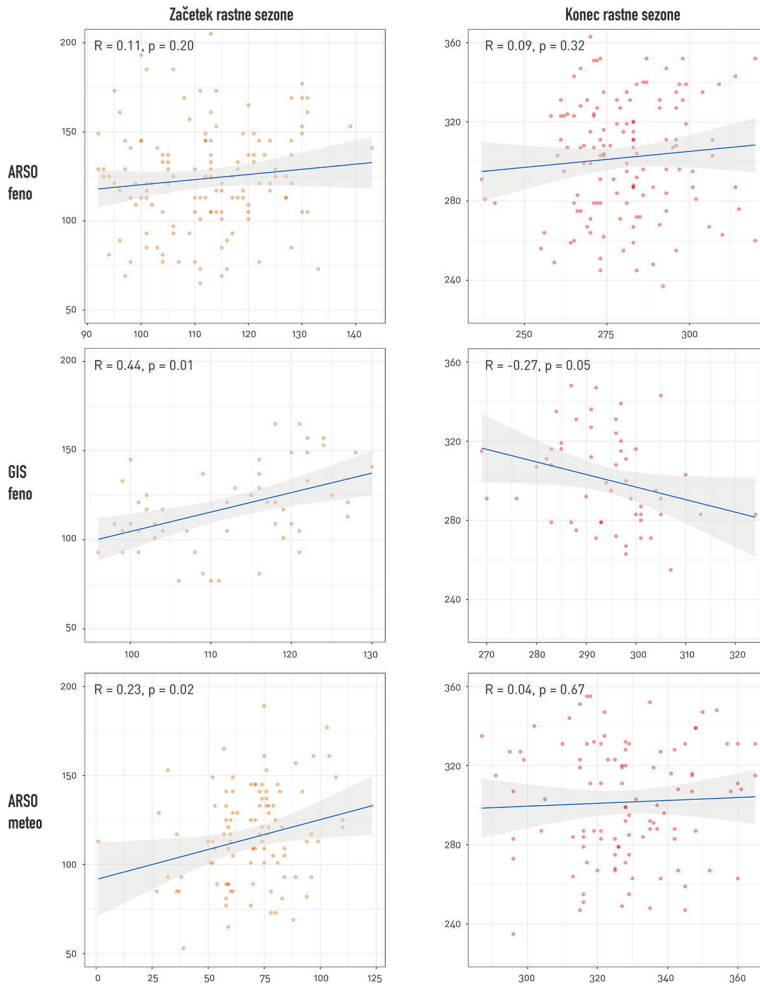 Začetek rastne sezone
Konec rastne sezone
ARSO
feno
R = 0.11, p = 0.20
200
150
100
50
90 100 110 120 130 140
R = 0.09, p = 0.32
360
320
280
240
250 275 300
GIS
feno
R = 0.44, p = 0.01
200
150
100
50
100 110 120 130
R = -0.27, p = 0.05
360
320
280
240
270 280 290 300 310 320
ARSO
meteo
R = 0.23, p = 0.02
200
150
100
50
0 25 50 75 100 125
R = 0.04, p = 0.67
360
320
280
240
300 320 340 360